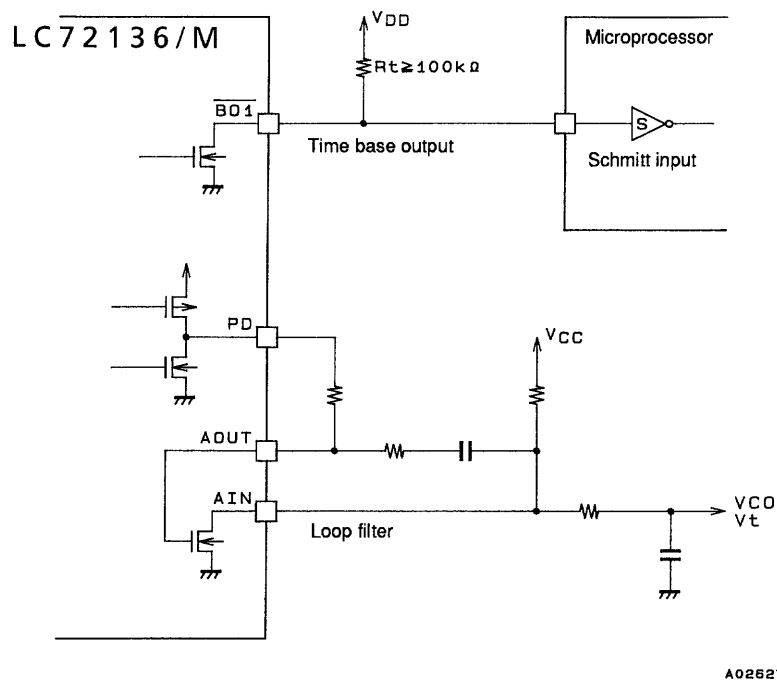 LC72136/M
VDD
Rt≧100kΩ
Microprocessor
BO1
Time base output
S
Schmitt input
PD
VCC
AOUT
AIN
Loop filter
VCO
Vt